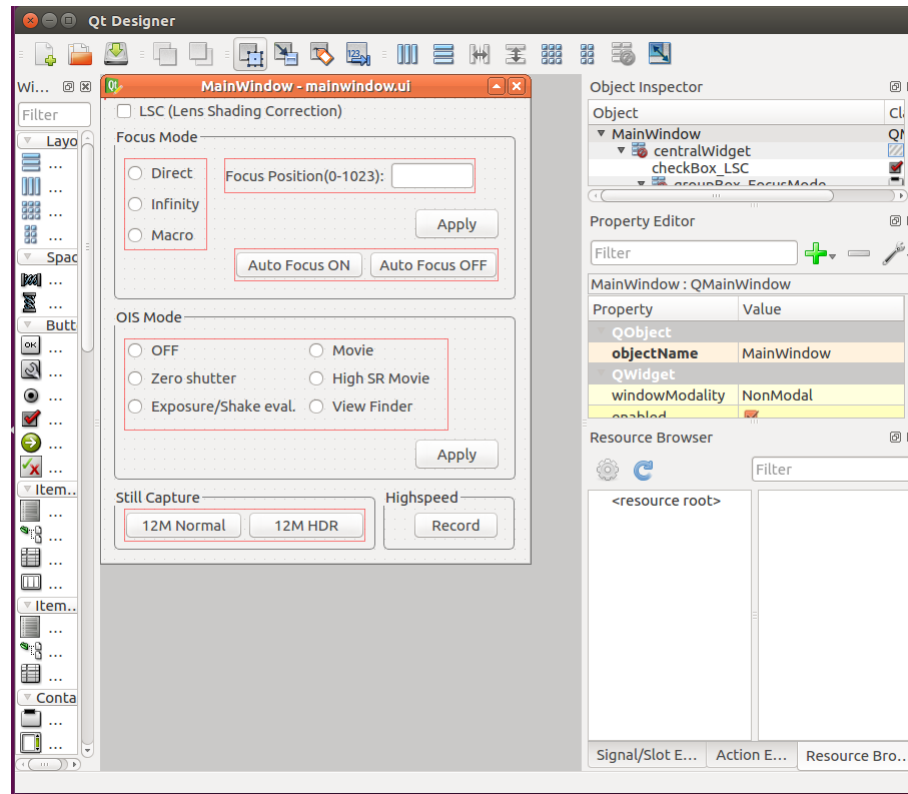 Qt Designer
Wi...
Filter
Layo
...
...
...
...
Spac
...
...
Butt
...
...
...
...
...
...
Item..
...
...
...
...
Item..
...
...
...
Conta
...
...
MainWindow - mainwindow.ui
LSC (Lens Shading Correction)
Focus Mode
Direct
Focus Position(0-1023):
Infinity
Macro
Apply
Auto Focus ON Auto Focus OFF
OIS Mode
OFF Movie
Zero shutter High SR Movie
Exposure/Shake eval. View Finder
Apply
Still Capture Highspeed
12M Normal 12M HDR Record
Object Inspector
Object Cl
MainWindow
centralWidget
checkBox_LSC
groupBox_FocusMode
Property Editor
Filter
MainWindow : QMainWindow
Property Value
QObject
objectName MainWindow
QWidget
windowModality NonModal
enabled
Resource Browser
Filter
<resource root>
Signal/Slot E... Action E... Resource Bro...